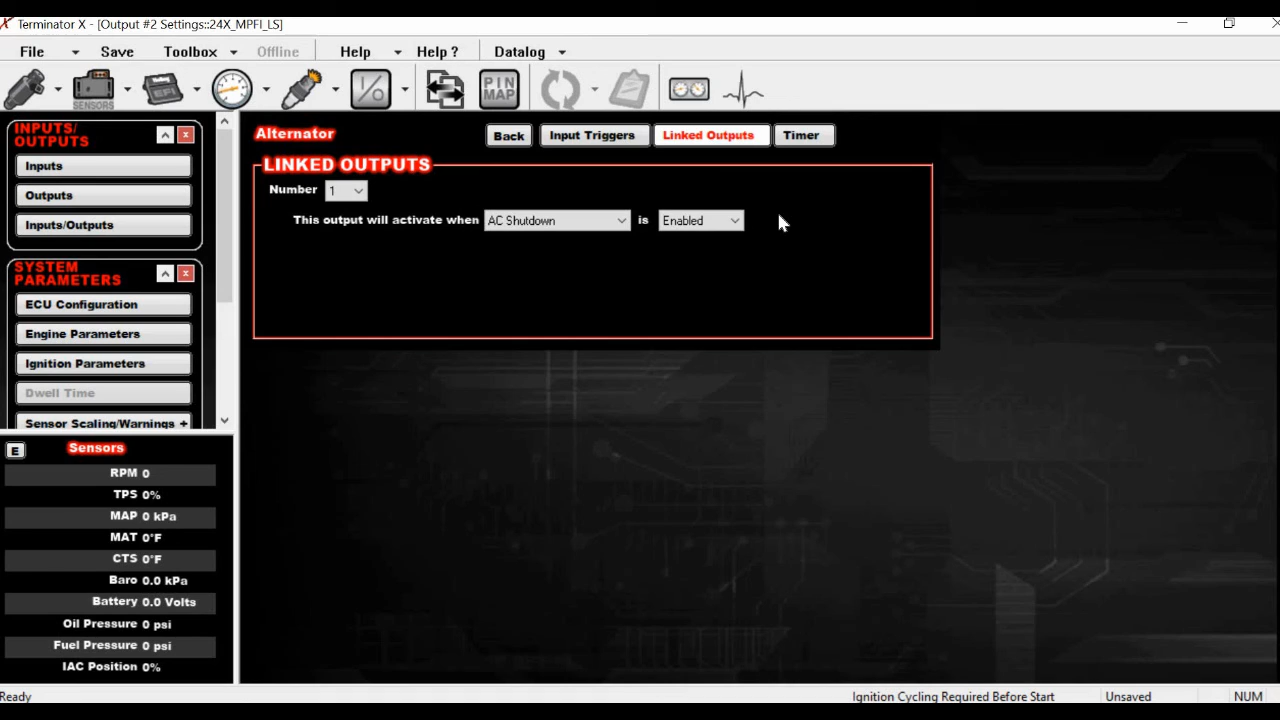 Terminator X - [Output #2 Settings::24X_MPFI_LS]
File Save Toolbox Offline Help Help ? Datalog
SENSORS EFI I/O PIN MAP
INPUTS/
OUTPUTS
Inputs
Outputs
Inputs/Outputs
SYSTEM
PARAMETERS
ECU Configuration
Engine Parameters
Ignition Parameters
Dwell Time
Sensor Scaling/Warnings +
E Sensors
RPM 0
TPS 0%
MAP 0 kPa
MAT 0°F
CTS 0°F
Baro 0.0 kPa
Battery 0.0 Volts
Oil Pressure 0 psi
Fuel Pressure 0 psi
IAC Position 0%
Alternator Back Input Triggers Linked Outputs Timer
LINKED OUTPUTS
Number 1
This output will activate when AC Shutdown is Enabled
Ready Ignition Cycling Required Before Start Unsaved NUM